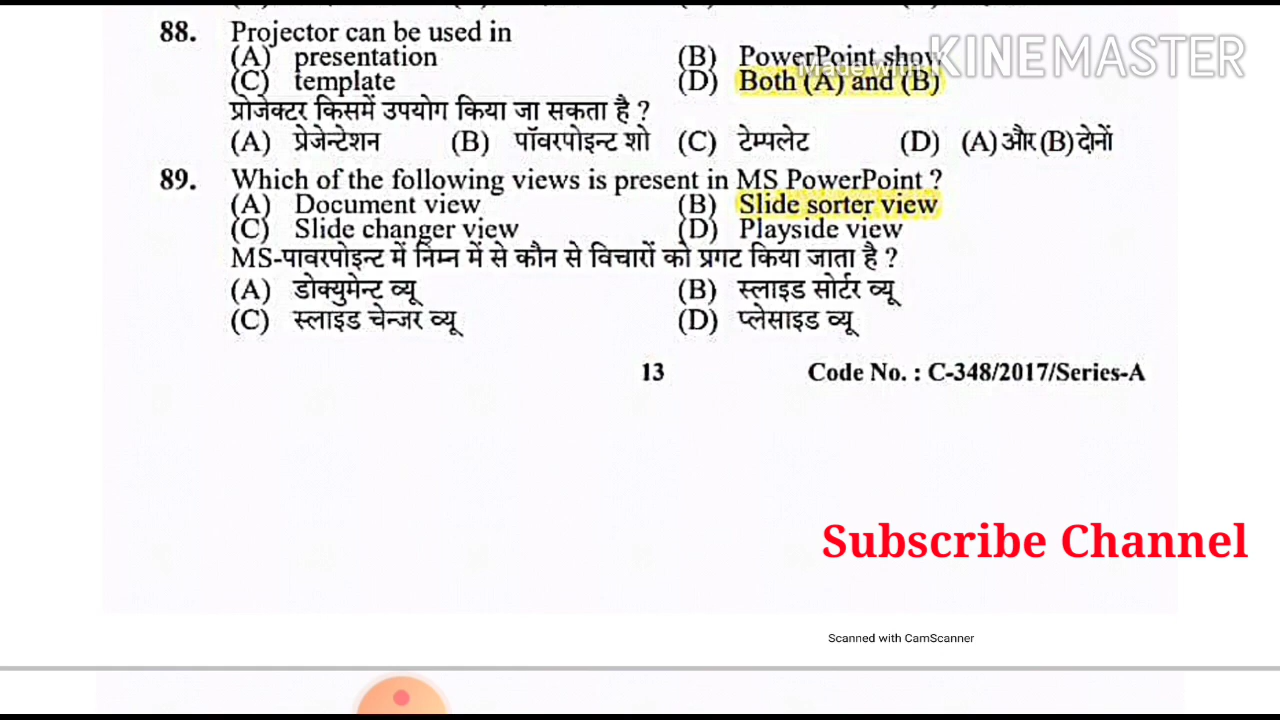 KINEMASTER
Made with
88. Projector can be used in
(A) presentation (B) PowerPoint show
(C) template (D) Both (A) and (B)
प्रोजेक्टर किसमें उपयोग किया जा सकता है ?
(A) प्रेजेन्टेशन (B) पॉवरपोइन्ट शो (C) टेम्पलेट (D) (A) और (B) दोनों
89. Which of the following views is present in MS PowerPoint ?
(A) Document view (B) Slide sorter view
(C) Slide changer view (D) Playside view
MS-पावरपोइन्ट में निम्न में से कौन से विचारों को प्रगट किया जाता है ?
(A) डोक्युमेन्ट व्यू (B) स्लाइड सोर्टर व्यू
(C) स्लाइड चेन्जर व्यू (D) प्लेसाइड व्यू
13 Code No. : C-348/2017/Series-A
Subscribe Channel
Scanned with CamScanner